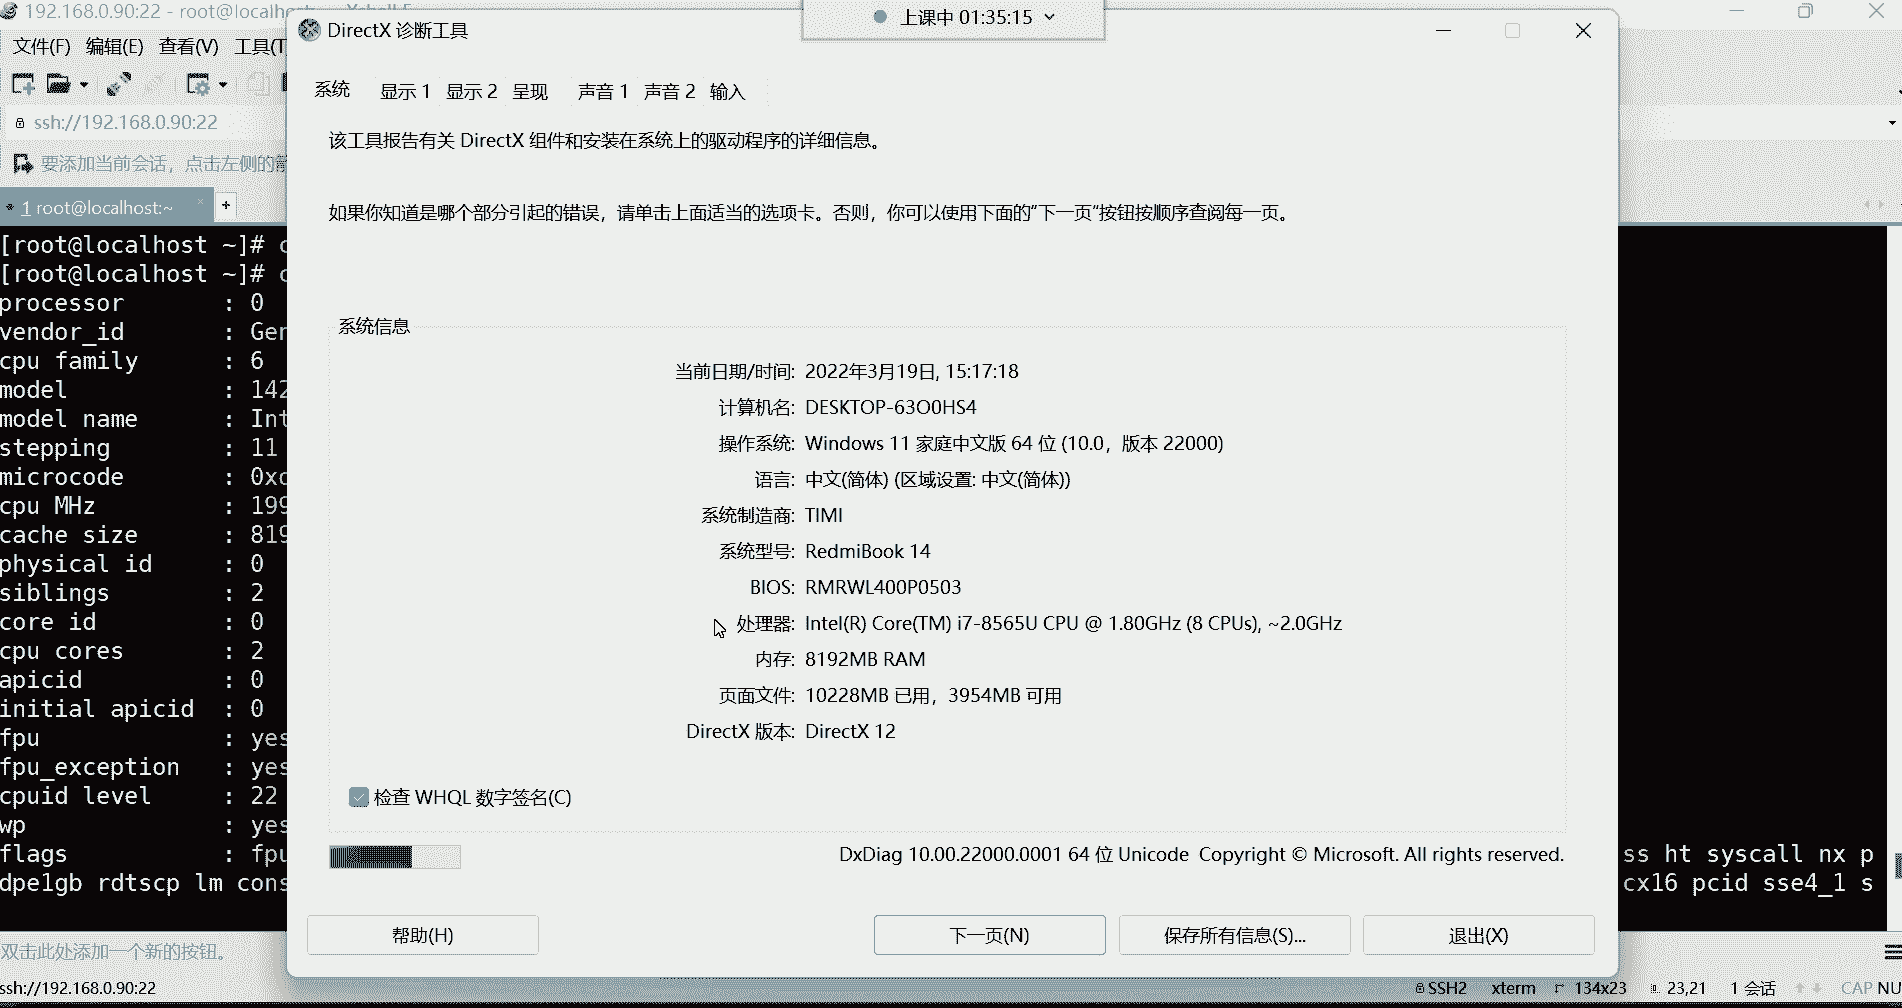 192.168.0.90:22 - root@localhost
上课中 01:35:15
DirectX 诊断工具
文件(F) 编辑(E) 查看(V) 工具(T
系统 显示 1 显示 2 呈现 声音 1 声音 2 输入
ssh://192.168.0.90:22
该工具报告有关 DirectX 组件和安装在系统上的驱动程序的详细信息。
要添加当前会话，点击左侧的
1 root@localhost:~
+
如果你知道是哪个部分引起的错误，请单击上面适当的选项卡。否则，你可以使用下面的"下一页"按钮按顺序查阅每一页。
[root@localhost ~]# c
[root@localhost ~]# c
processor : 0
vendor_id : Gen
cpu family : 6
model : 142
model name : Int
stepping : 11
microcode : 0xc
cpu MHz : 199
cache size : 819
physical id : 0
siblings : 2
core id : 0
cpu cores : 2
apicid : 0
initial apicid : 0
fpu : yes
fpu_exception : yes
cpuid level : 22
wp : yes
flags : fpu
dpe1gb rdtscp lm cons
系统信息
当前日期/时间: 2022年3月19日, 15:17:18
计算机名: DESKTOP-63O0HS4
操作系统: Windows 11 家庭中文版 64 位 (10.0，版本 22000)
语言: 中文(简体) (区域设置: 中文(简体))
系统制造商: TIMI
系统型号: RedmiBook 14
BIOS: RMRWL400P0503
处理器: Intel(R) Core(TM) i7-8565U CPU @ 1.80GHz (8 CPUs), ~2.0GHz
内存: 8192MB RAM
页面文件: 10228MB 已用，3954MB 可用
DirectX 版本: DirectX 12
检查 WHQL 数字签名(C)
DxDiag 10.00.22000.0001 64 位 Unicode Copyright © Microsoft. All rights reserved.
ss ht syscall nx p
cx16 pcid sse4_1 s
帮助(H) 下一页(N) 保存所有信息(S)... 退出(X)
双击此处添加一个新的按钮。
ssh://192.168.0.90:22
SSH2 xterm 134x23 23,21 1 会话 CAP NU